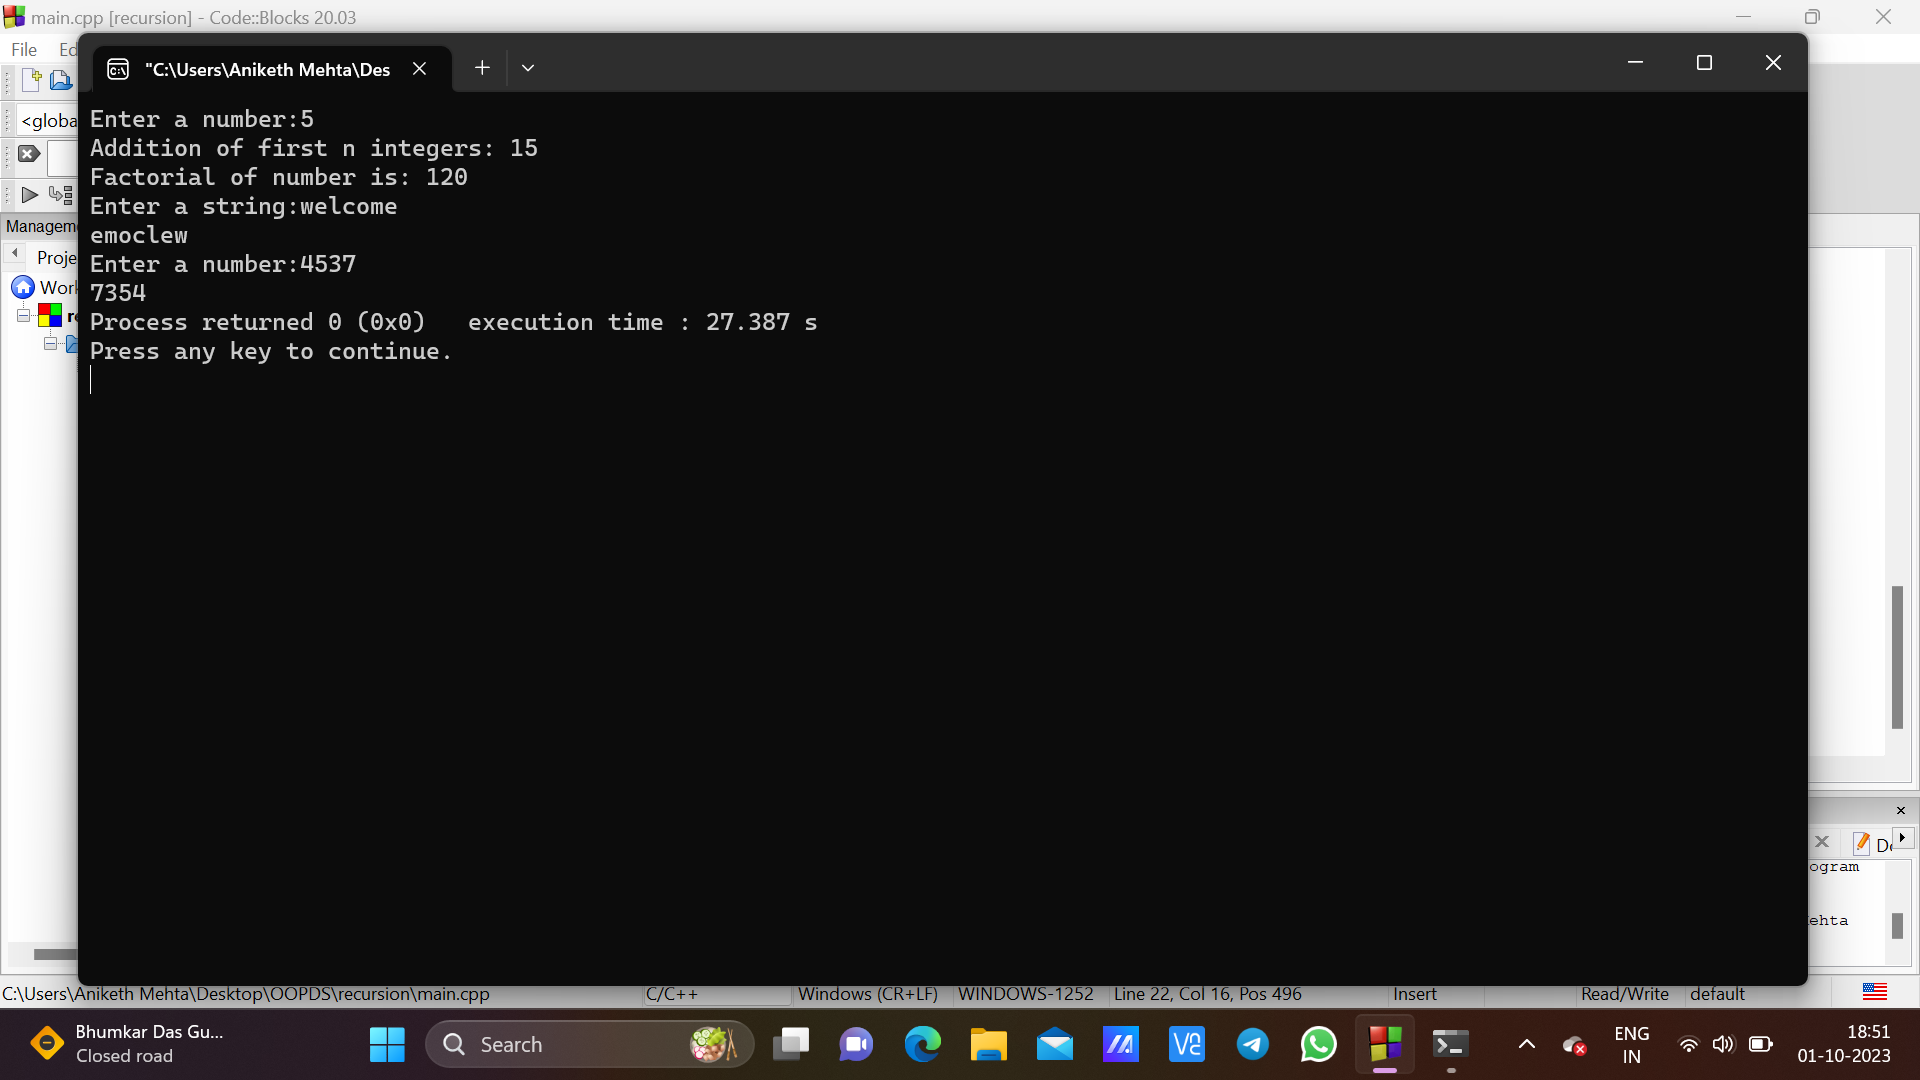 main.cpp [recursion] - Code::Blocks 20.03
File Ed
"C:\Users\Aniketh Mehta\Des
<globa
Enter a number:5
Addition of first n integers: 15
Factorial of number is: 120
Enter a string:welcome
emoclew
Enter a number:4537
7354
Process returned 0 (0x0)   execution time : 27.387 s
Press any key to continue.
Managem
Proje
Work
r
De
ogram
ehta
C:\Users\Aniketh Mehta\Desktop\OOPDS\recursion\main.cpp C/C++ Windows (CR+LF) WINDOWS-1252 Line 22, Col 16, Pos 496 Insert Read/Write default
Bhumkar Das Gu...
Closed road
Search
ENG
IN
18:51
01-10-2023